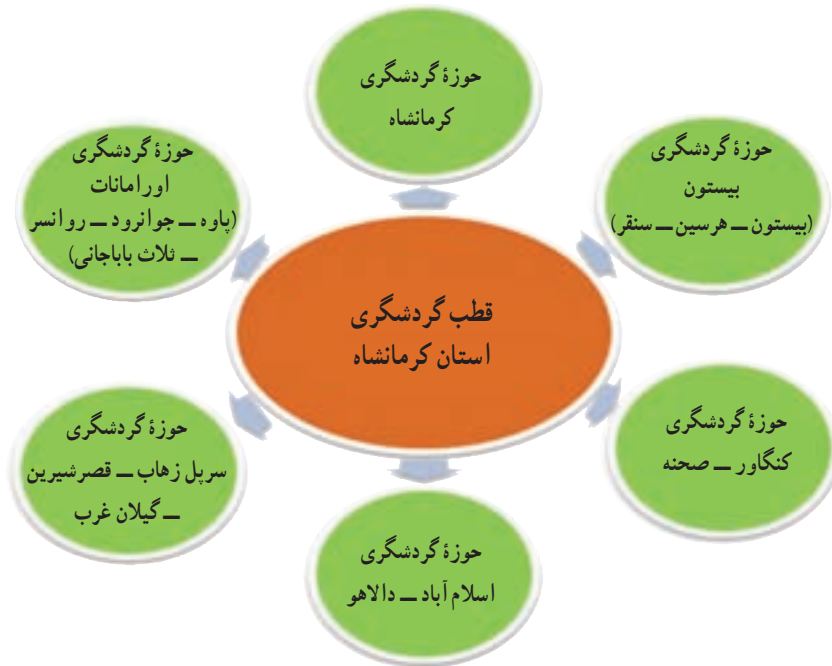 حوزهٔ گردشگری
کرمانشاه
حوزهٔ گردشگری
بیستون
(بیستون ــ هرسین ــ سنقر)
حوزهٔ گردشگری
کنگاور ــ صحنه
حوزهٔ گردشگری
اسلام آباد ــ دالاهو
حوزهٔ گردشگری
سرپل زهاب ــ قصرشیرین
ــ گیلان غرب
حوزهٔ گردشگری
اورامانات
(پاوه ــ جوانرود ــ روانسر
ــ ثلاث باباجانی)
قطب گردشگری
استان کرمانشاه